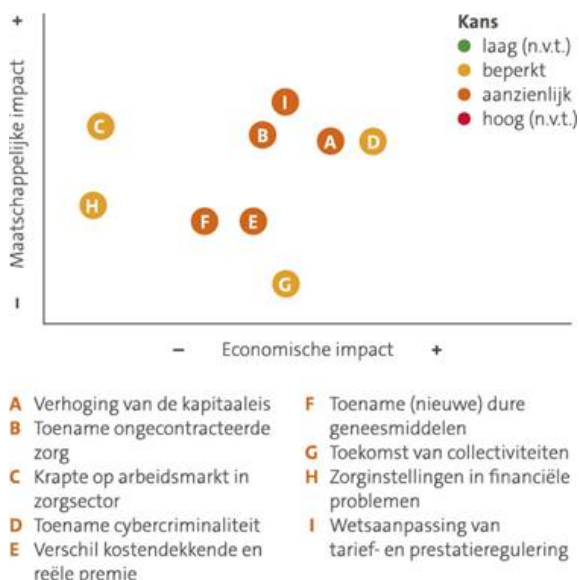 +
Maatschappelijke impact
–
Kans
laag (n.v.t.)
beperkt
aanzienlijk
hoog (n.v.t.)
I
C
B
A
D
H
F
E
G
– Economische impact +
A Verhoging van de kapitaaleis
B Toename ongecontracteerde
zorg
C Krapte op arbeidsmarkt in
zorgsector
D Toename cybercriminaliteit
E Verschil kostendekkende en
reële premie
F Toename (nieuwe) dure
geneesmiddelen
G Toekomst van collectiviteiten
H Zorginstellingen in financiële
problemen
I Wetsaanpassing van
tarief- en prestatieregulering